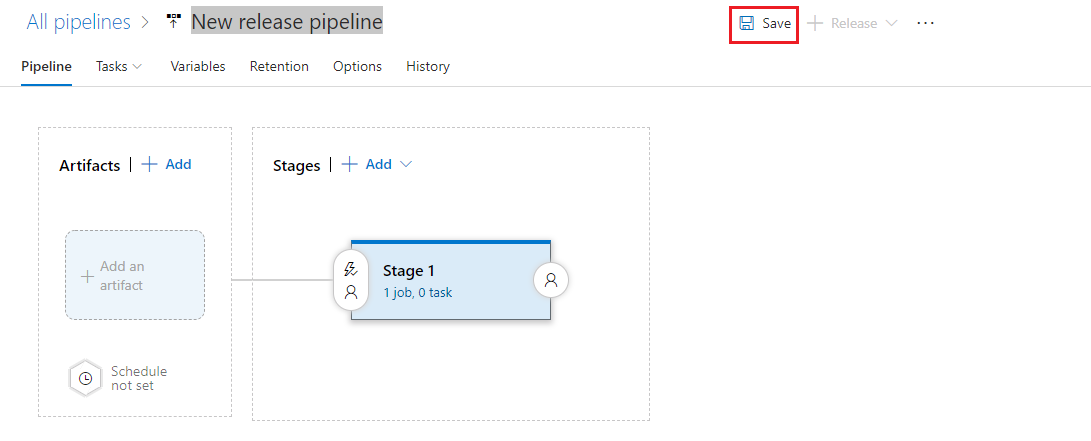 All pipelines > New release pipeline
Save + Release ...
Pipeline Tasks Variables Retention Options History
Artifacts | + Add
Stages | + Add
+ Add an
artifact
Stage 1
1 job, 0 task
Schedule
not set